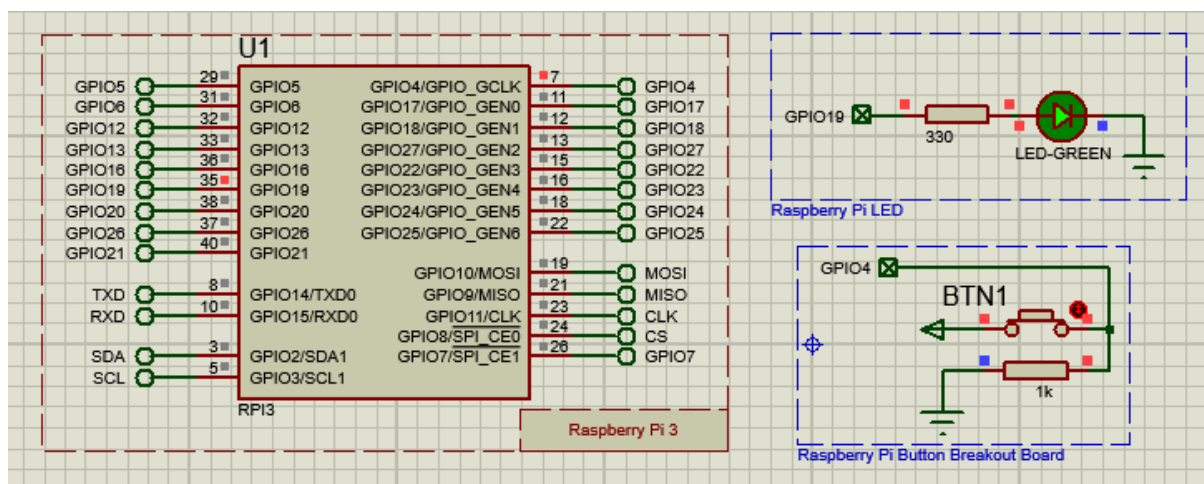 U1
GPIO5 29 GPIO5 GPIO4/GPIO_GCLK 7 GPIO4
GPIO6 31 GPIO6 GPIO17/GPIO_GEN0 11 GPIO17
GPIO12 32 GPIO12 GPIO18/GPIO_GEN1 12 GPIO18
GPIO13 33 GPIO13 GPIO27/GPIO_GEN2 13 GPIO27
GPIO16 36 GPIO16 GPIO22/GPIO_GEN3 15 GPIO22
GPIO19 35 GPIO19 GPIO23/GPIO_GEN4 16 GPIO23
GPIO20 38 GPIO20 GPIO24/GPIO_GEN5 18 GPIO24
GPIO26 37 GPIO26 GPIO25/GPIO_GEN6 22 GPIO25
GPIO21 40 GPIO21
GPIO10/MOSI 19 MOSI
TXD 8 GPIO14/TXD0 GPIO9/MISO 21 MISO
RXD 10 GPIO15/RXD0 GPIO11/CLK 23 CLK
GPIO8/SPI_CE0 24 CS
SDA 3 GPIO2/SDA1 GPIO7/SPI_CE1 26 GPIO7
SCL 5 GPIO3/SCL1
RPI3
Raspberry Pi 3
GPIO19
330
LED-GREEN
Raspberry Pi LED
GPIO4
BTN1
1k
Raspberry Pi Button Breakout Board